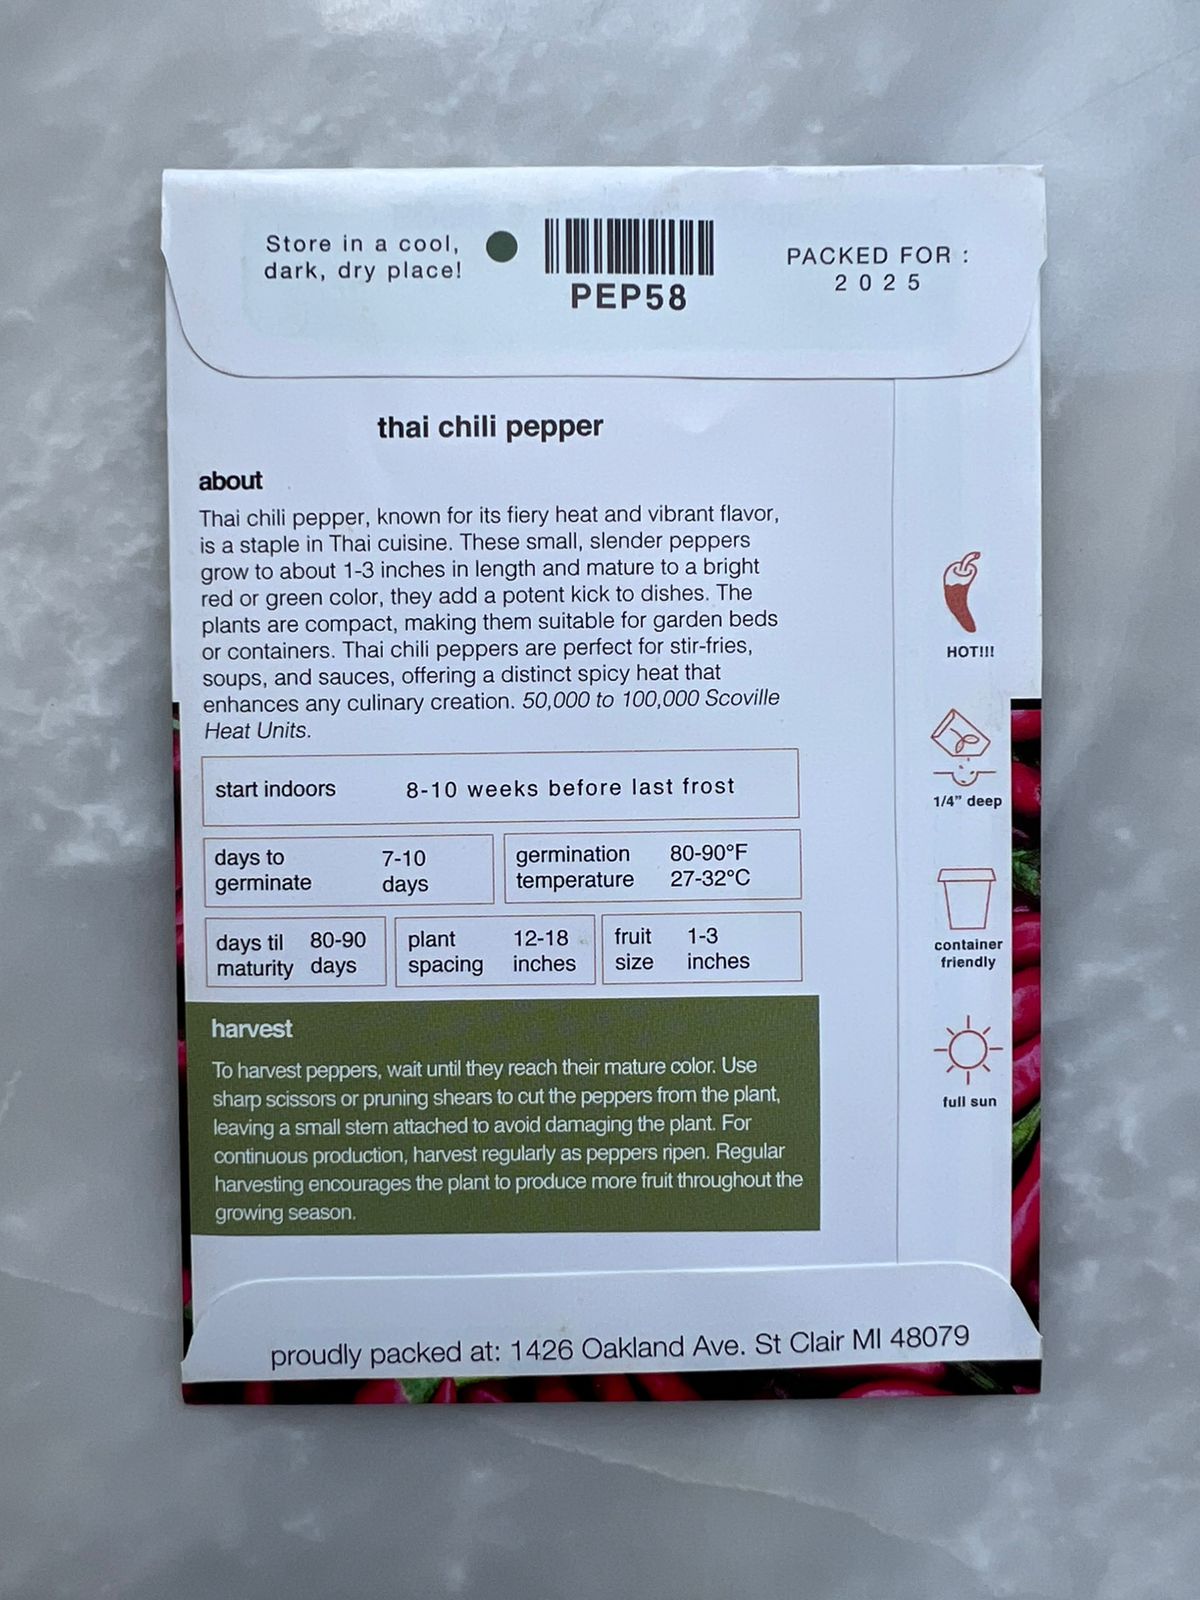 Store in a cool,
dark, dry place!
PEP58
PACKED FOR :
2025
thai chili pepper
about
Thai chili pepper, known for its fiery heat and vibrant flavor,
is a staple in Thai cuisine. These small, slender peppers
grow to about 1-3 inches in length and mature to a bright
red or green color, they add a potent kick to dishes. The
plants are compact, making them suitable for garden beds
or containers. Thai chili peppers are perfect for stir-fries,
soups, and sauces, offering a distinct spicy heat that
enhances any culinary creation. 50,000 to 100,000 Scoville
Heat Units.
start indoors 8-10 weeks before last frost
days to 7-10
germinate days
germination 80-90°F
temperature 27-32°C
days til 80-90
maturity days
plant 12-18
spacing inches
fruit 1-3
size inches
harvest
To harvest peppers, wait until they reach their mature color. Use
sharp scissors or pruning shears to cut the peppers from the plant,
leaving a small stem attached to avoid damaging the plant. For
continuous production, harvest regularly as peppers ripen. Regular
harvesting encourages the plant to produce more fruit throughout the
growing season.
HOT!!!
1/4” deep
container
friendly
full sun
proudly packed at: 1426 Oakland Ave. St Clair MI 48079